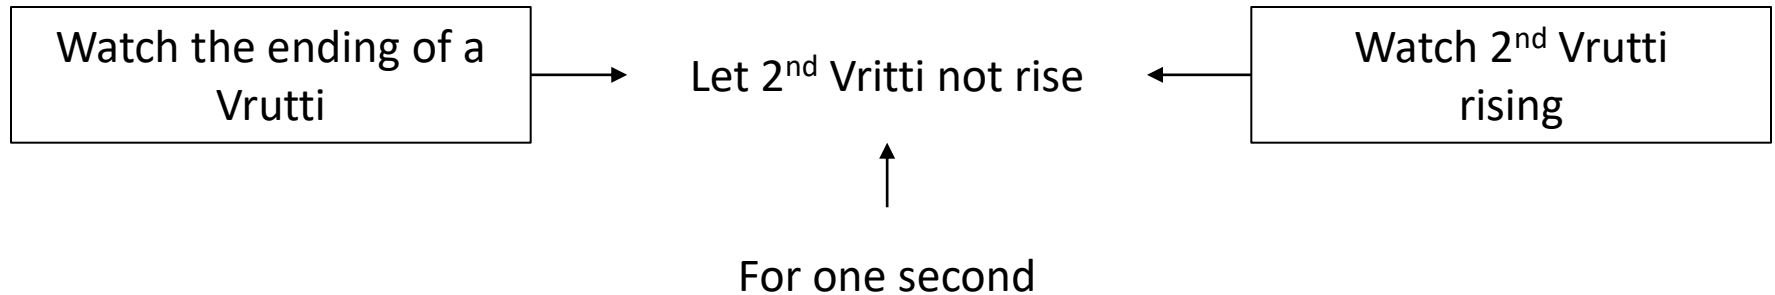 Watch the ending of a
Vrutti
Let 2nd Vritti not rise
Watch 2nd Vrutti
rising
For one second